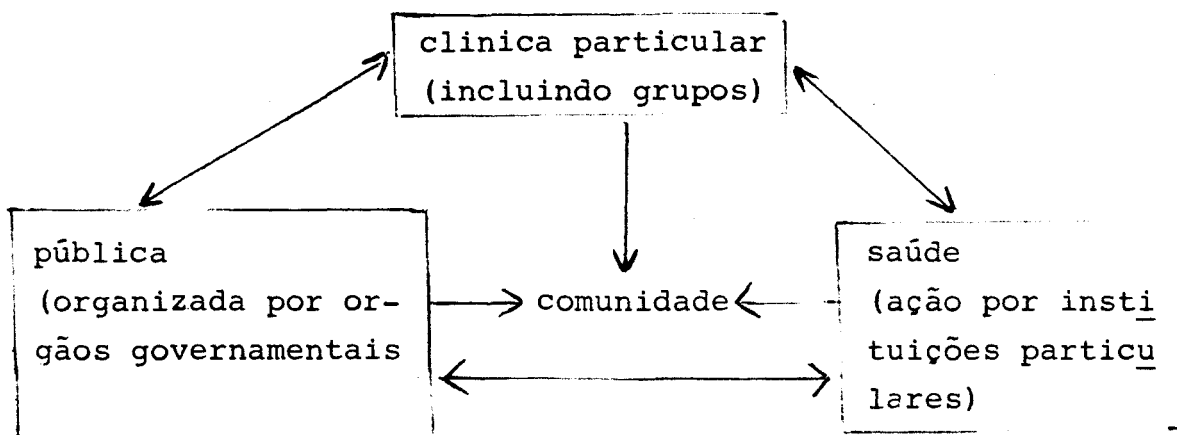 clinica particular
(incluindo grupos)
pública
(organizada por or-
gãos governamentais
comunidade
saúde
(ação por insti
tuições particu
lares)